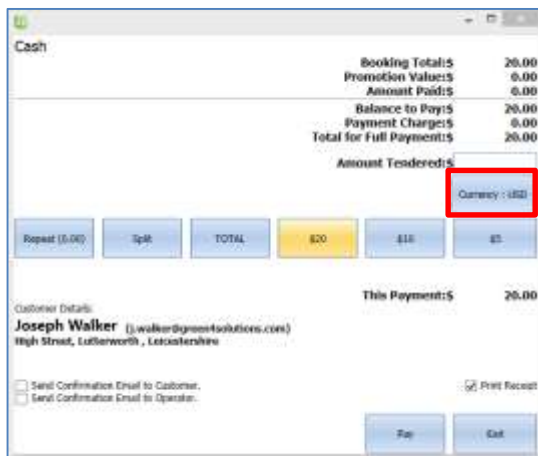 Cash
Booking Total:$ 20.00
Promotion Value:$ 0.00
Amount Paid:$ 0.00
Balance to Pay:$ 20.00
Payment Charge:$ 0.00
Total for Full Payment:$ 20.00
Amount Tendered:$
Currency : USD
Repeat (0.00) Split TOTAL $20 $10 $5
This Payment:$ 20.00
Customer Details:
Joseph Walker (j.walker@green4solutions.com)
High Street, Lutterworth , Leicestershire
Send Confirmation Email to Customer. Print Receipt
Send Confirmation Email to Operator.
Pay Exit